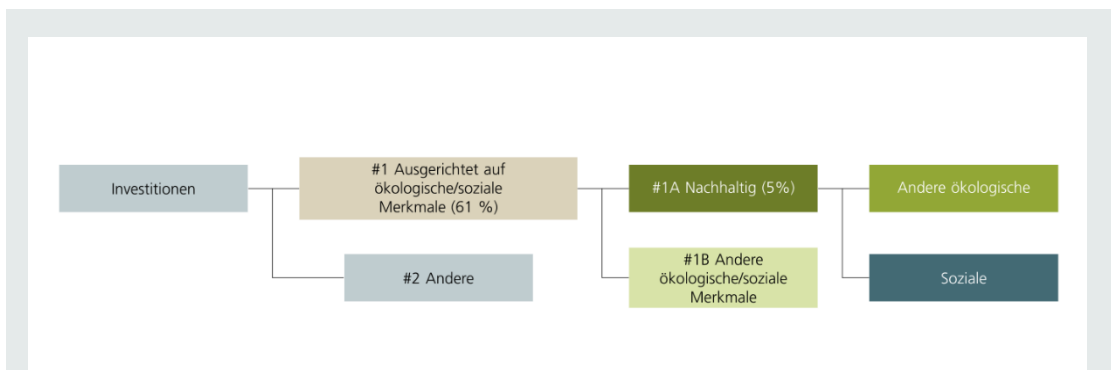 Investitionen
#1 Ausgerichtet auf
ökologische/soziale
Merkmale (61 %)
#1A Nachhaltig (5%)
Andere ökologische
#2 Andere
#1B Andere
ökologische/soziale
Merkmale
Soziale